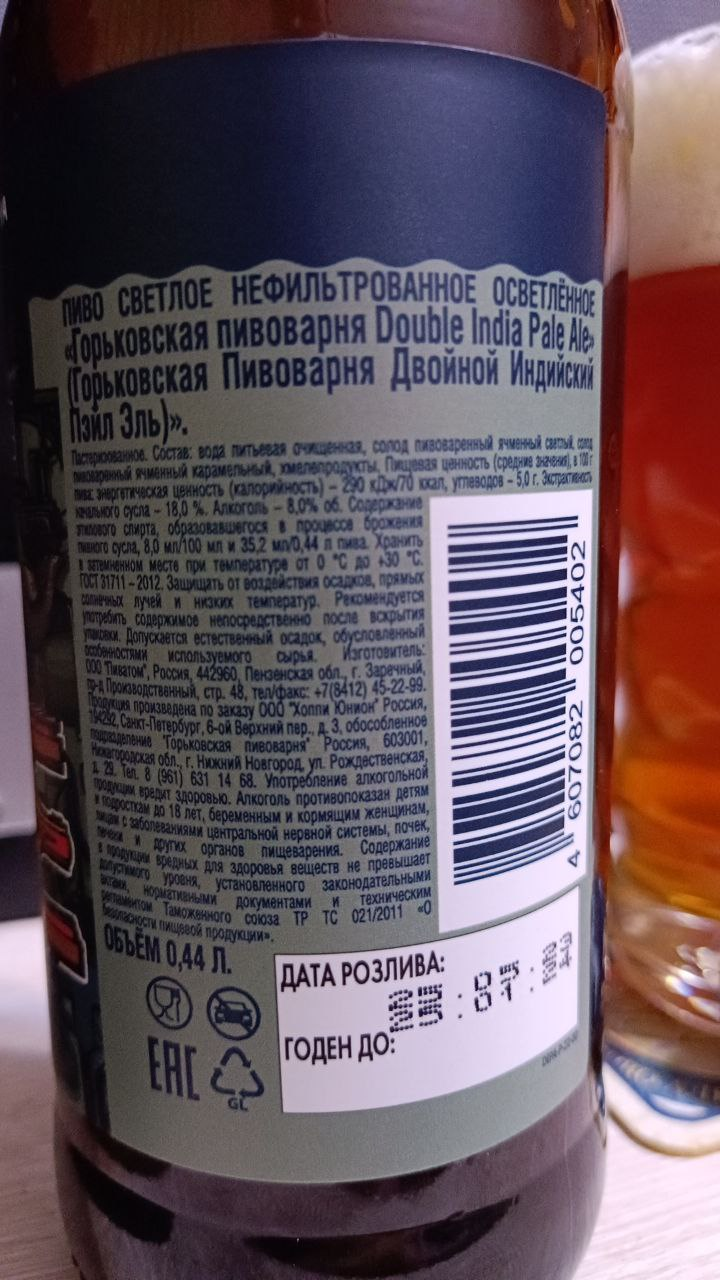 ПИВО СВЕТЛОЕ НЕФИЛЬТРОВАННОЕ ОСВЕТЛЁННОЕ
«Горьковская пивоварня Double India Pale Ale»
(Горьковская Пивоварня Двойной Индийский
Пэйл Эль)».
Пастеризованное. Состав: вода питьевая очищенная, солод пивоваренный ячменный светлый, солод
пивоваренный ячменный карамельный, хмелепродукты. Пищевая ценность (средние значения), в 100 г
пива: энергетическая ценность (калорийность) – 290 кДж/70 ккал, углеводов – 5,0 г. Экстрактивность
начального сусла – 18,0 %. Алкоголь – 8,0% об. Содержание
этилового спирта, образовавшегося в процессе брожения
пивного сусла, 8,0 мл/100 мл и 35,2 мл/0,44 л пива. Хранить
в затемненном месте при температуре от 0 °С до +30 °С.
ГОСТ 31711 – 2012. Защищать от воздействия осадков, прямых
солнечных лучей и низких температур. Рекомендуется
употребить содержимое непосредственно после вскрытия
упаковки. Допускается естественный осадок, обусловленный
особенностями используемого сырья. Изготовитель:
ООО "Пиватом", Россия, 442960, Пензенская обл., г. Заречный,
пр-д Производственный, стр. 48, тел/факс: +7(8412) 45-22-99.
Продукция произведена по заказу ООО "Хоппи Юнион" Россия,
194292, Санкт-Петербург, 6-ой Верхний пер., д. 3, обособленное
подразделение "Горьковская пивоварня" Россия, 603001,
Нижегородская обл., г. Нижний Новгород, ул. Рождественская,
д. 29. Тел. 8 (961) 631 14 68. Употребление алкогольной
продукции вредит здоровью. Алкоголь противопоказан детям
и подросткам до 18 лет, беременным и кормящим женщинам,
лицам с заболеваниями центральной нервной системы, почек,
печени и других органов пищеварения. Содержание
в продукции вредных для здоровья веществ не превышает
допустимого уровня, установленного законодательными
актами, нормативными документами и техническим
регламентом Таможенного союза ТР ТС 021/2011 «О
безопасности пищевой продукции».
ОБЪЁМ 0,44 Л.
EAC
GL
4 607082 005402
ДАТА РОЗЛИВА:
ГОДЕН ДО: